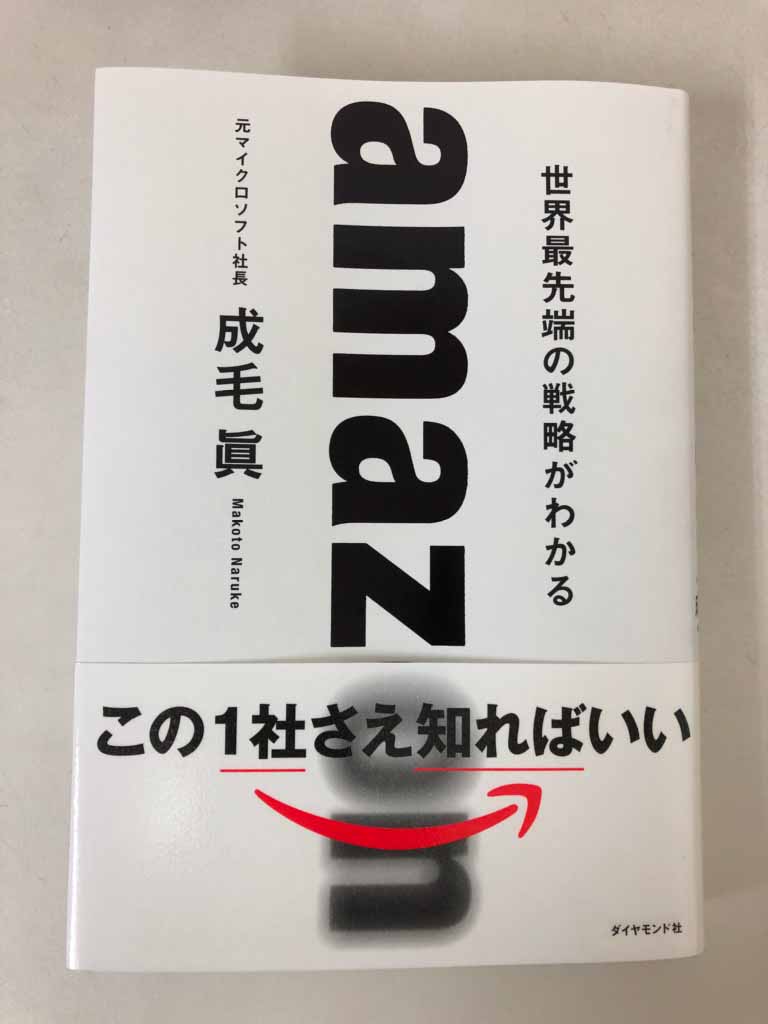 世界最先端の戦略がわかる
amaz
on
元マイクロソフト社長
成毛 眞
Makoto Naruke
この1社さえ知ればいい
ダイヤモンド社